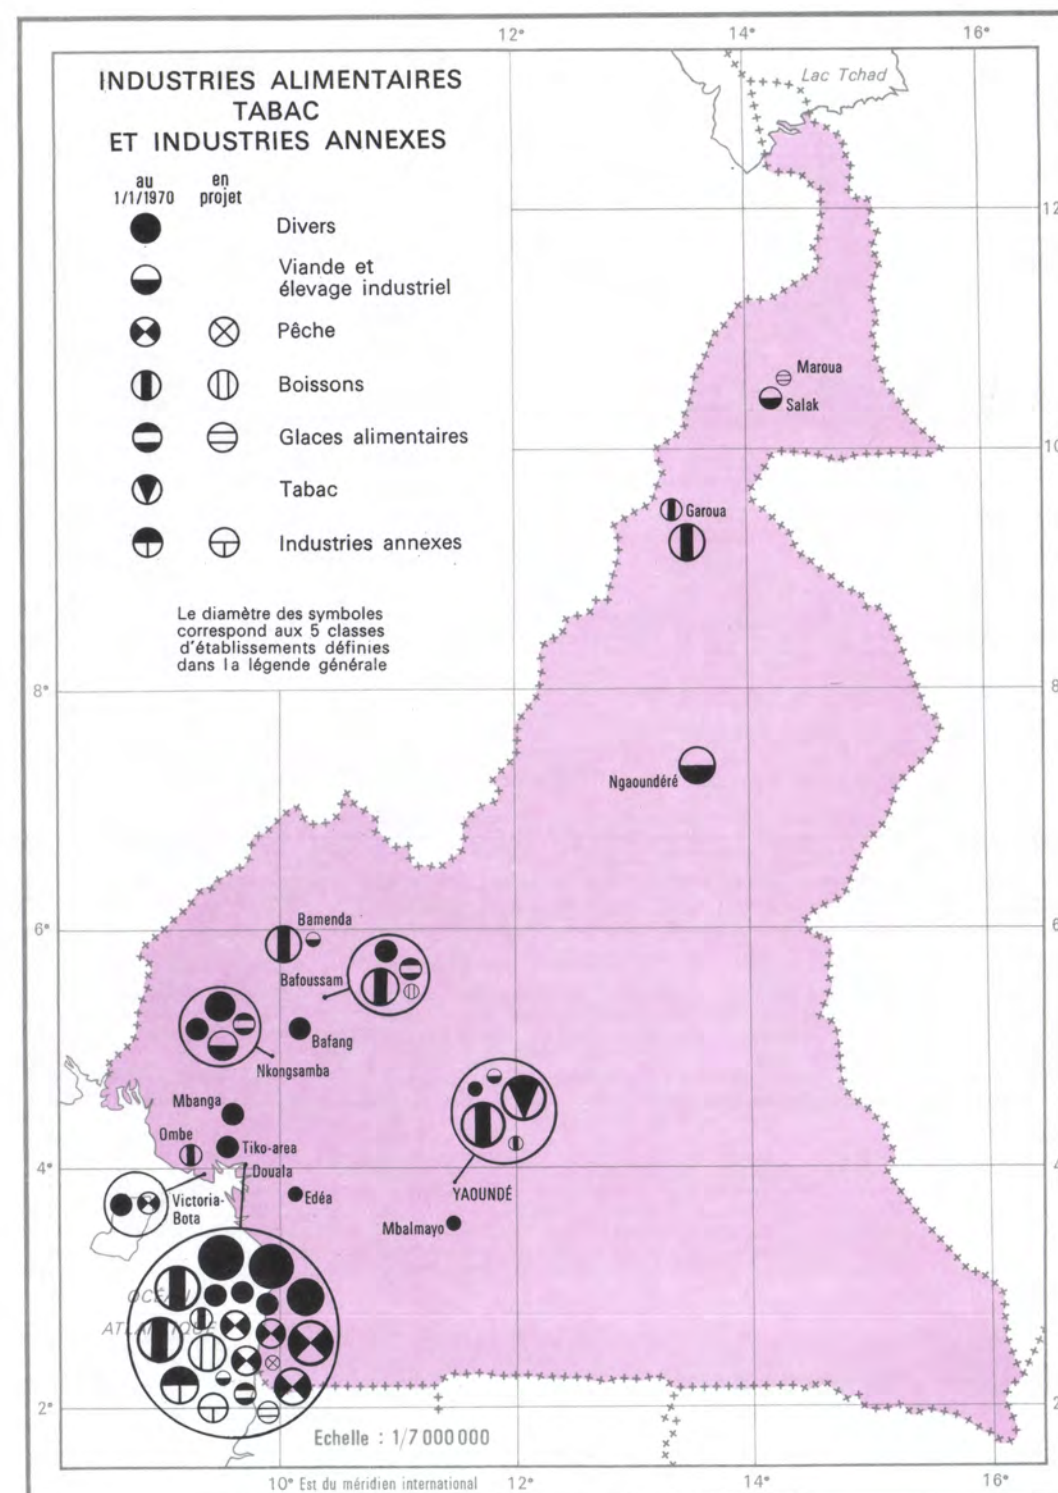 12°
14°
16°
Lac Tchad
INDUSTRIES ALIMENTAIRES
TABAC
ET INDUSTRIES ANNEXES
au
1/1/1970
en
projet
Divers
Viande et
élevage industriel
Pêche
Boissons
Glaces alimentaires
Tabac
Industries annexes
Le diamètre des symboles
correspond aux 5 classes
d'établissements définies
dans la légende générale
12
Maroua
Salak
10
Garoua
8°
8
Ngaoundéré
6°
6
Bamenda
Bafoussam
Bafang
Nkongsamba
Mbanga
Ombe
Tiko-area
4°
4
Douala
Victoria-
Bota
Edéa
YAOUNDÉ
Mbalmayo
OCÉAN
ATLANTIQUE
2°
2
Echelle : 1/7 000 000
10° Est du méridien international
12°
14°
16°